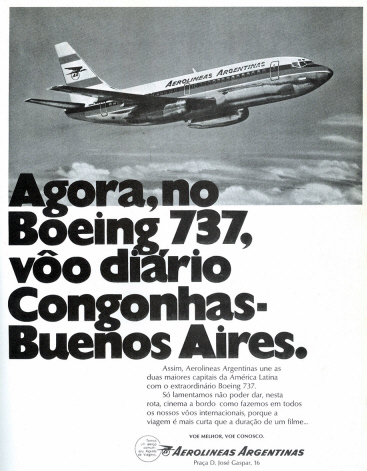 AEROLINEAS ARGENTINAS
Agora, no
Boeing 737,
vôo diário
Congonhas-
Buenos Aires.
Assim, Aerolineas Argentinas une as
duas maiores capitais da América Latina
com o extraordinário Boeing 737.
Só lamentamos não poder dar, nesta
rota, cinema a bordo como fazemos em todos
os nossos vôos internacionais, porque a
viagem é mais curta que a duração de um filme...
VOE MELHOR, VOE CONOSCO.
AEROLINEAS ARGENTINAS
Praça D. José Gaspar, 16